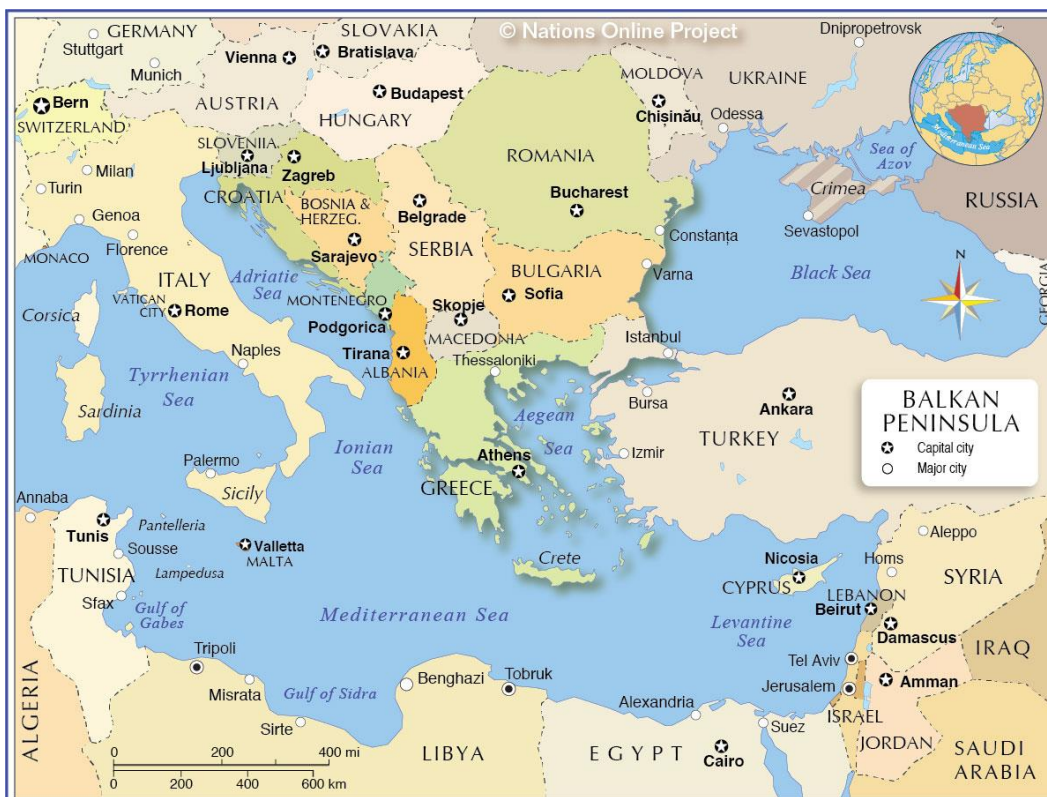 © Nations Online Project
GERMANY
Stuttgart
Munich
SLOVAKIA
Vienna
Bratislava
Dnipropetrovsk
MOLDOVA
UKRAINE
Bern
SWITZERLAND
AUSTRIA
Budapest
HUNGARY
Chișinău
Odessa
Mediterranean Sea
SLOVENIIA
Ljubljana
Zagreb
ROMANIA
Sea of
Azov
Milan
Turin
CROATIA
BOSNIA &
HERZEG.
Belgrade
Bucharest
Crimea
RUSSIA
Genoa
Florence
MONACO
Sarajevo
SERBIA
Constanța
Sevastopol
ITALY
Adriatic
Sea
BULGARIA
Varna
Black Sea
GEORGIA
N
VATICAN
CITY
Rome
Corsica
MONTENEGRO
Podgorica
Skopje
MACEDONIA
Sofia
Naples
Tirana
ALBANIA
Thessaloniki
Istanbul
Tyrrhenian
Sea
Sardinia
Bursa
Ankara
BALKAN
PENINSULA
Capital city
Major city
Ionian
Sea
Aegean
Sea
TURKEY
Izmir
Athens
GREECE
Palermo
Sicily
Annaba
Tunis
Pantelleria
Sousse
Valletta
MALTA
Crete
Nicosia
CYPRUS
Aleppo
Homs
SYRIA
TUNISIA
Lampedusa
Sfax
Gulf of
Gabes
Mediterranean Sea
Levantine
Sea
LEBANON
Beirut
Damascus
IRAQ
Tripoli
Misrata
Gulf of Sidra
Sirte
Benghazi
Tobruk
Alexandria
Tel Aviv
Jerusalem
Amman
ISRAEL
JORDAN
Suez
ALGERIA
LIBYA
EGYPT
Cairo
SAUDI
ARABIA
0 200 400 mi
0 200 400 600 km